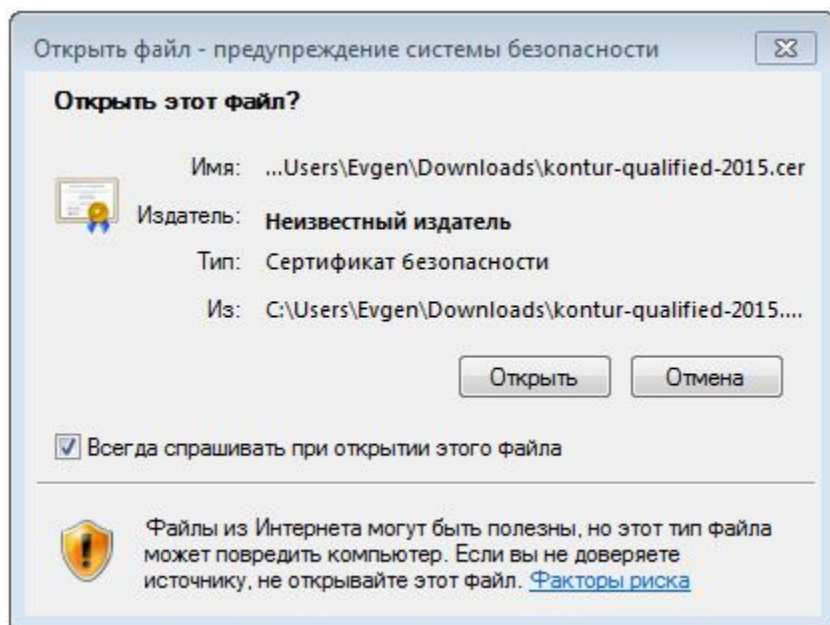 Открыть файл - предупреждение системы безопасности
Открыть этот файл?
Имя: ...Users\Evgen\Downloads\kontur-qualified-2015.cer
Издатель: Неизвестный издатель
Тип: Сертификат безопасности
Из: C:\Users\Evgen\Downloads\kontur-qualified-2015....
Открыть Отмена
Всегда спрашивать при открытии этого файла
Файлы из Интернета могут быть полезны, но этот тип файла
может повредить компьютер. Если вы не доверяете
источнику, не открывайте этот файл. Факторы риска